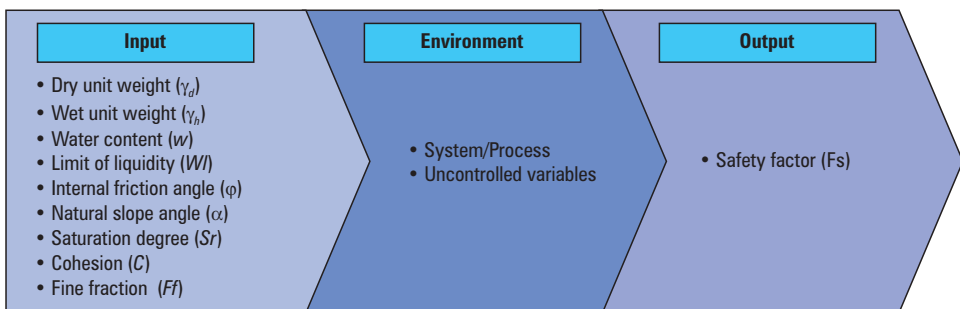 Input
• Dry unit weight (γd)
• Wet unit weight (γh)
• Water content (w)
• Limit of liquidity (Wl)
• Internal friction angle (φ)
• Natural slope angle (α)
• Saturation degree (Sr)
• Cohesion (C)
• Fine fraction (Ff)
Environment
• System/Process
• Uncontrolled variables
Output
• Safety factor (Fs)